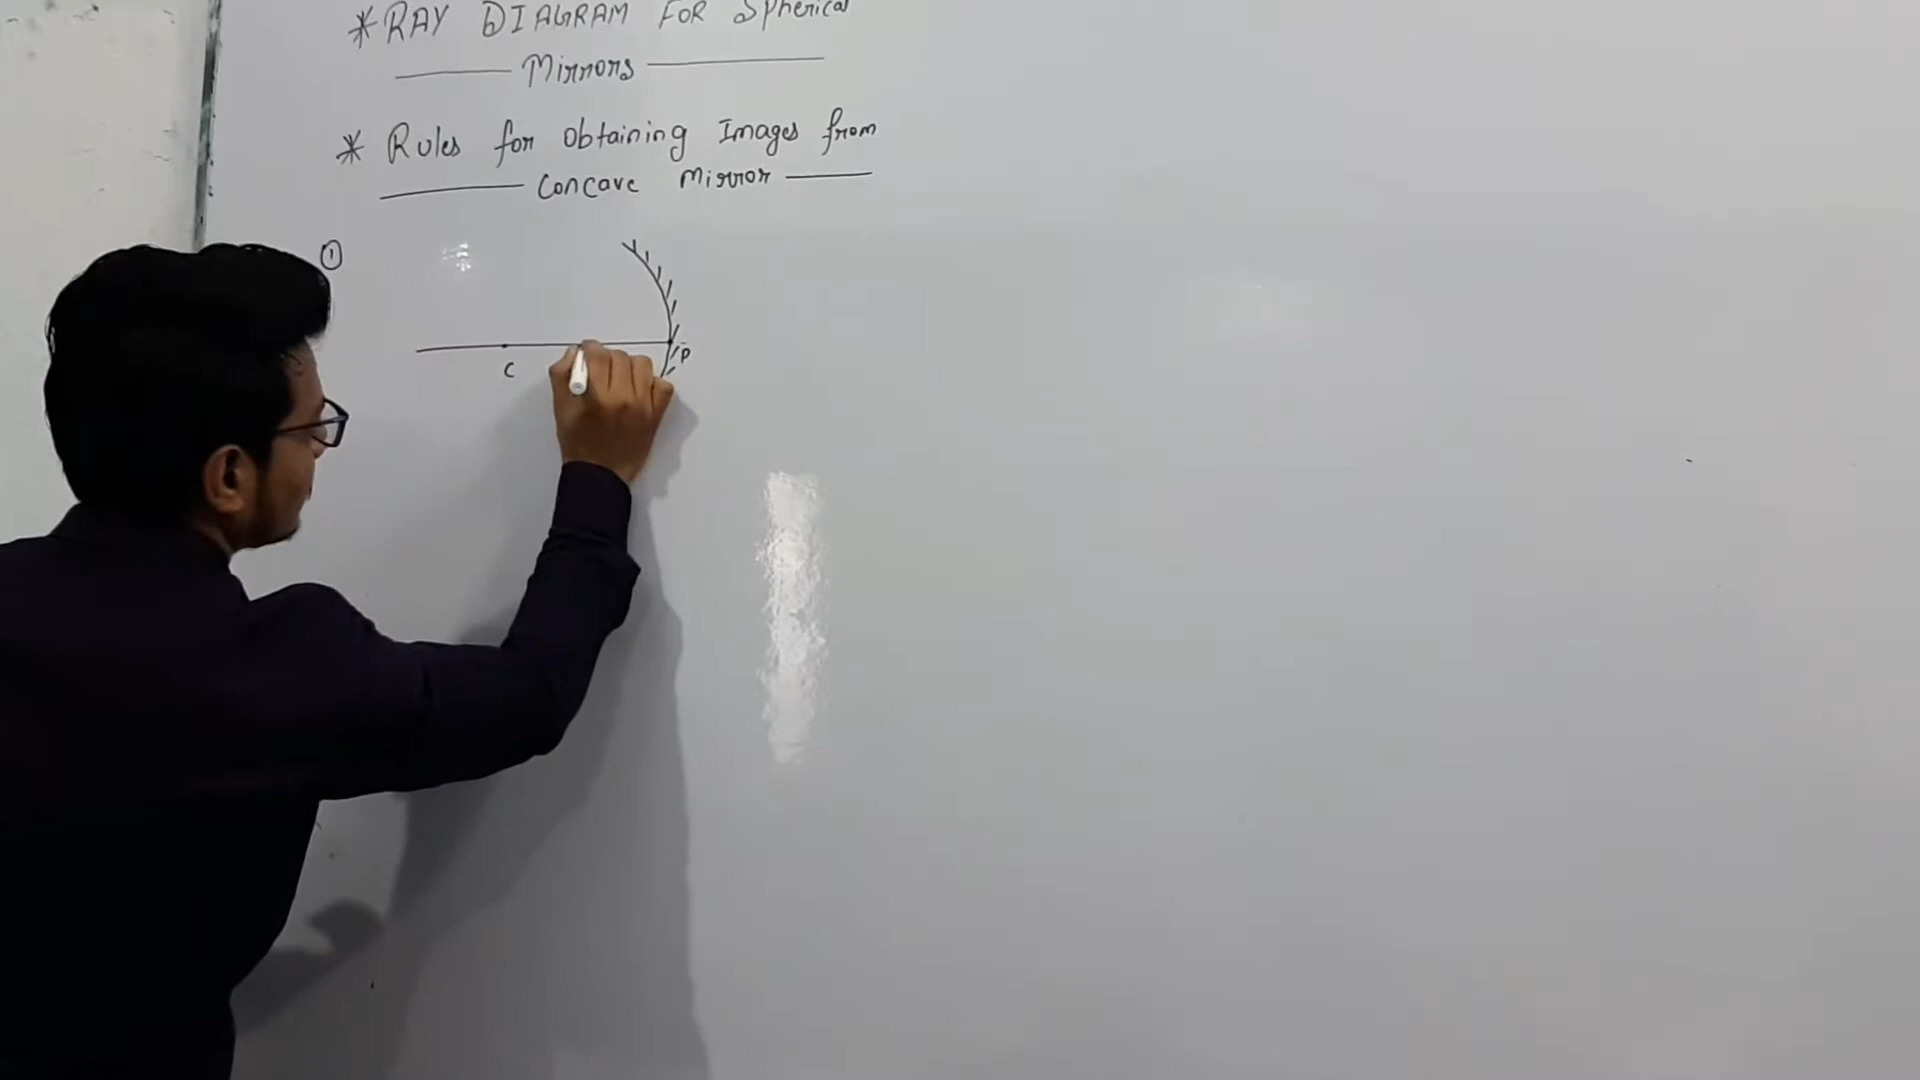 * RAY DIAGRAM FOR Spherical
Mirrors
* Rules for obtaining Images from
Concave Mirror
①
P
C